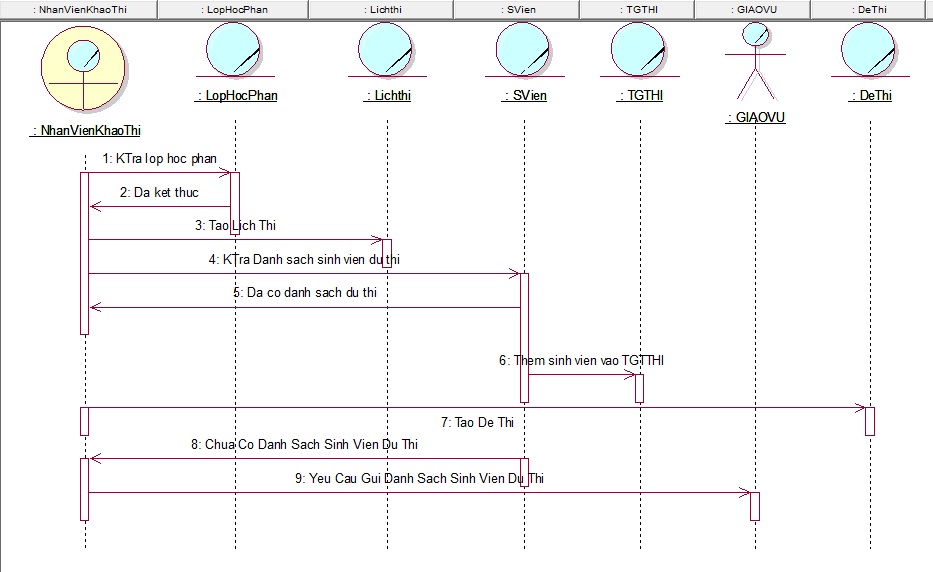 : NhanVienKhaoThi : LopHocPhan : Lichthi : SVien : TGTHI : GIAOVU : DeThi
: NhanVienKhaoThi
: LopHocPhan
: Lichthi
: SVien
: TGTHI
: GIAOVU
: DeThi
1: KTra lop hoc phan
2: Da ket thuc
3: Tao Lich Thi
4: KTra Danh sach sinh vien du thi
5: Da co danh sach du thi
6: Them sinh vien vao TGTTHI
7: Tao De Thi
8: Chua Co Danh Sach Sinh Vien Du Thi
9: Yeu Cau Gui Danh Sach Sinh Vien Du Thi